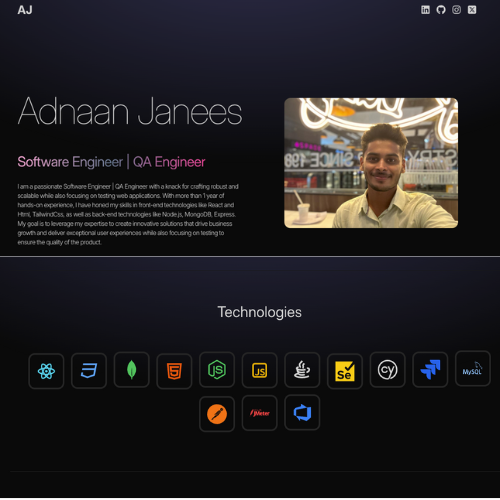 AJ
Adnaan Janees
Software Engineer | QA Engineer
I am a passionate Software Engineer | QA Engineer with a knack for crafting robust and
scalable while also focusing on testing web applications. With more than 1 year of
hands-on experience, I have honed my skills in front-end technologies like React and
Html, TailwindCss, as well as back-end technologies like Node.js, MongoDB, Express.
My goal is to leverage my expertise to create innovative solutions that drive business
growth and deliver exceptional user experiences while also focusing on testing to
ensure the quality of the product.
Technologies
JS
JS
Se
cy
MySQL
JMeter